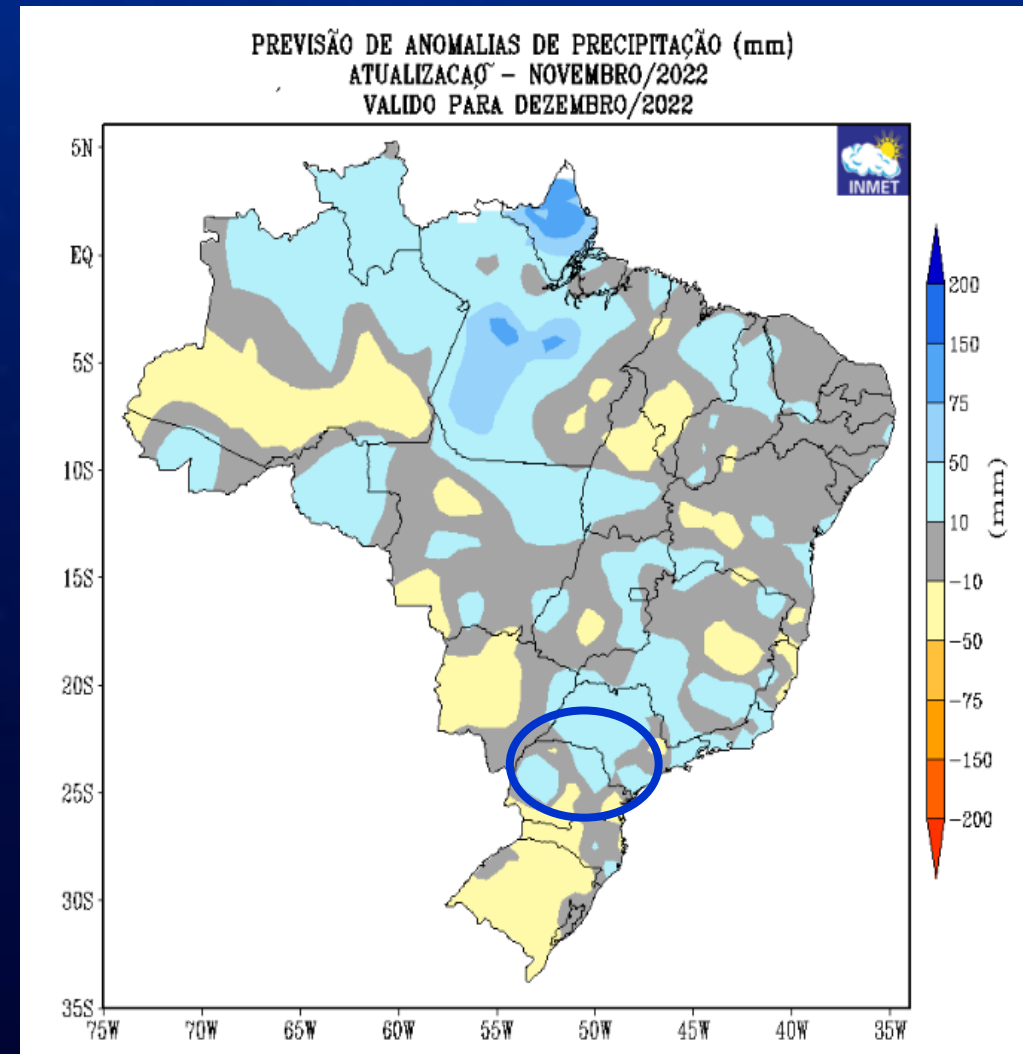 PREVISÃO DE ANOMALIAS DE PRECIPITAÇÃO (mm)
ATUALIZACAO~ – NOVEMBRO/2022
VALIDO PARA DEZEMBRO/2022
INMET
5N
EQ
5S
10S
15S
20S
25S
30S
35S
75W 70W 65W 60W 55W 50W 45W 40W 35W
200
150
75
50
10
−10
−50
−75
−150
−200
(mm)